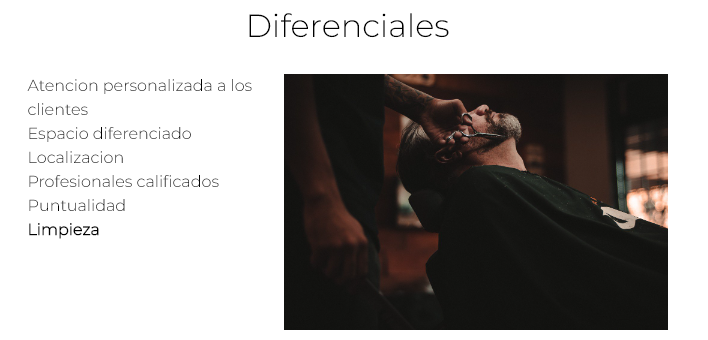 Diferenciales
Atencion personalizada a los
clientes
Espacio diferenciado
Localizacion
Profesionales calificados
Puntualidad
Limpieza